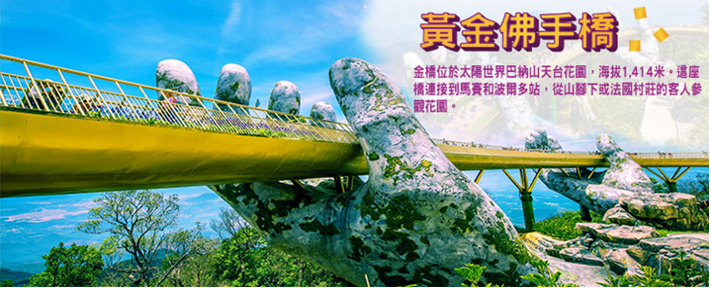 黃金佛手橋
金橋位於太陽世界巴納山天台花園，海拔1,414米。這座
橋連接到馬賽和波爾多站，從山腳下或法國村莊的客人參
觀花園。